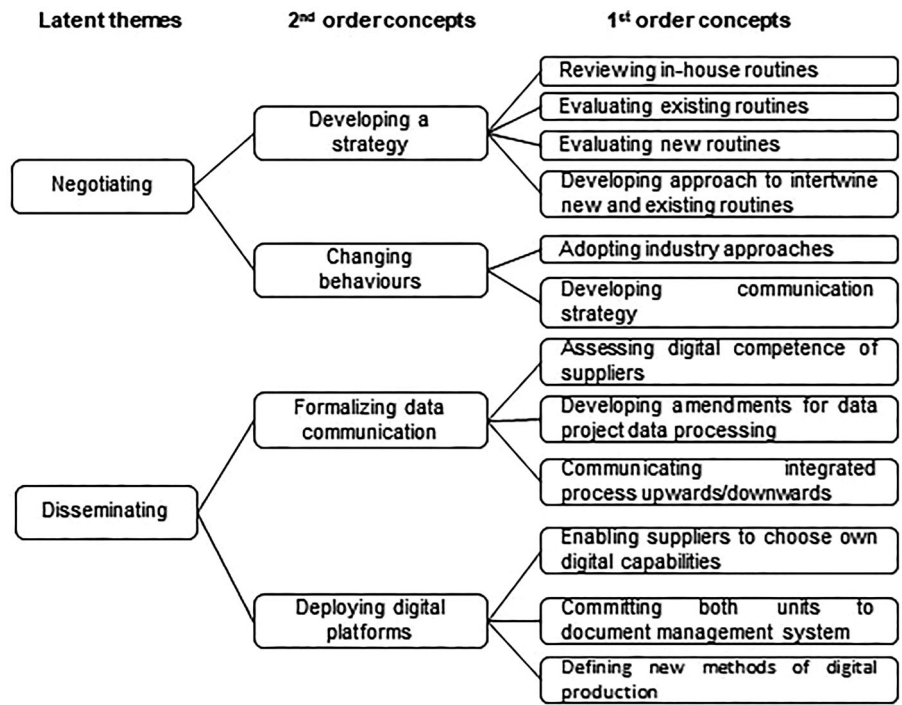 Latent themes
2nd order concepts
1st order concepts
Negotiating
Developing a
strategy
Reviewing in-house routines
Evaluating existing routines
Evaluating new routines
Developing approach to intertwine
new and existing routines
Changing
behaviours
Adopting industry approaches
Developing communication
strategy
Disseminating
Formalizing data
communication
Assessing digital competence of
suppliers
Developing amendments for data
project data processing
Communicating integrated
process upwards/downwards
Deploying digital
platforms
Enabling suppliers to choose own
digital capabilities
Committing both units to
document management system
Defining new methods of digital
production